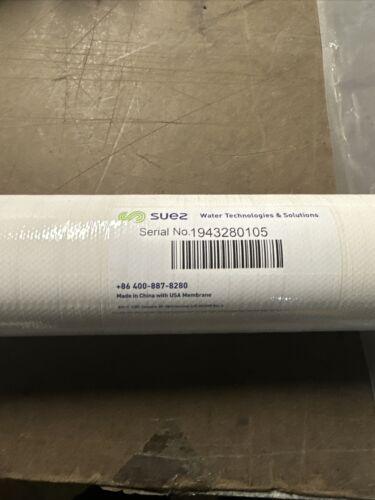 suez Water Technologies & Solutions
Serial No.1943280105
+86 400-887-8280
Made in China with USA Membrane